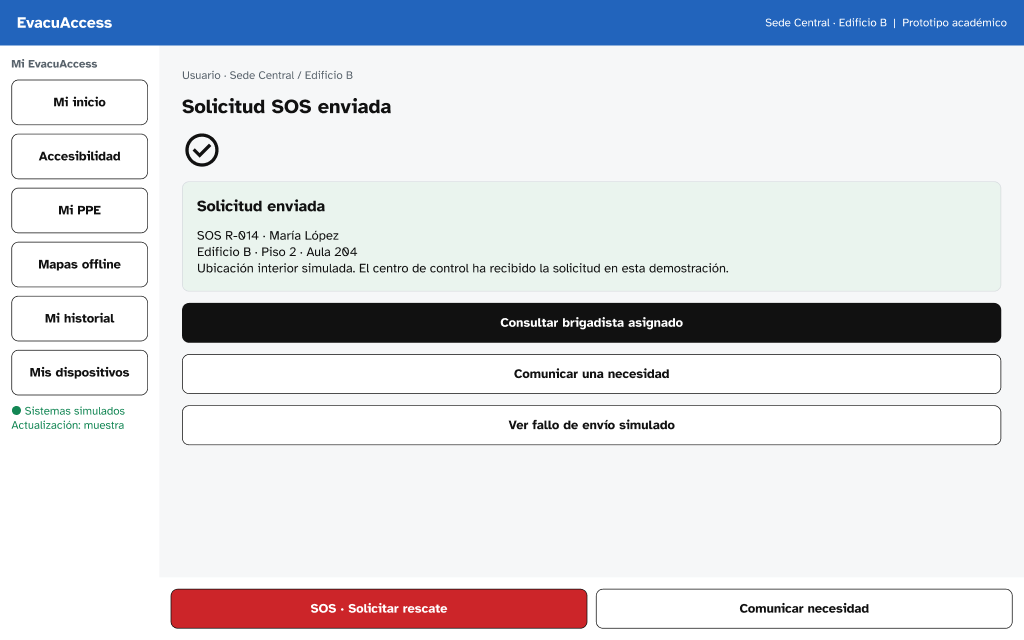 EvacuAccess
Sede Central · Edificio B | Prototipo académico
Mi EvacuAccess
Mi inicio
Accesibilidad
Mi PPE
Mapas offline
Mi historial
Mis dispositivos
Sistemas simulados
Actualización: muestra
Usuario · Sede Central / Edificio B
Solicitud SOS enviada
Solicitud enviada
SOS R-014 · María López
Edificio B · Piso 2 · Aula 204
Ubicación interior simulada. El centro de control ha recibido la solicitud en esta demostración.
Consultar brigadista asignado
Comunicar una necesidad
Ver fallo de envío simulado
SOS · Solicitar rescate
Comunicar necesidad